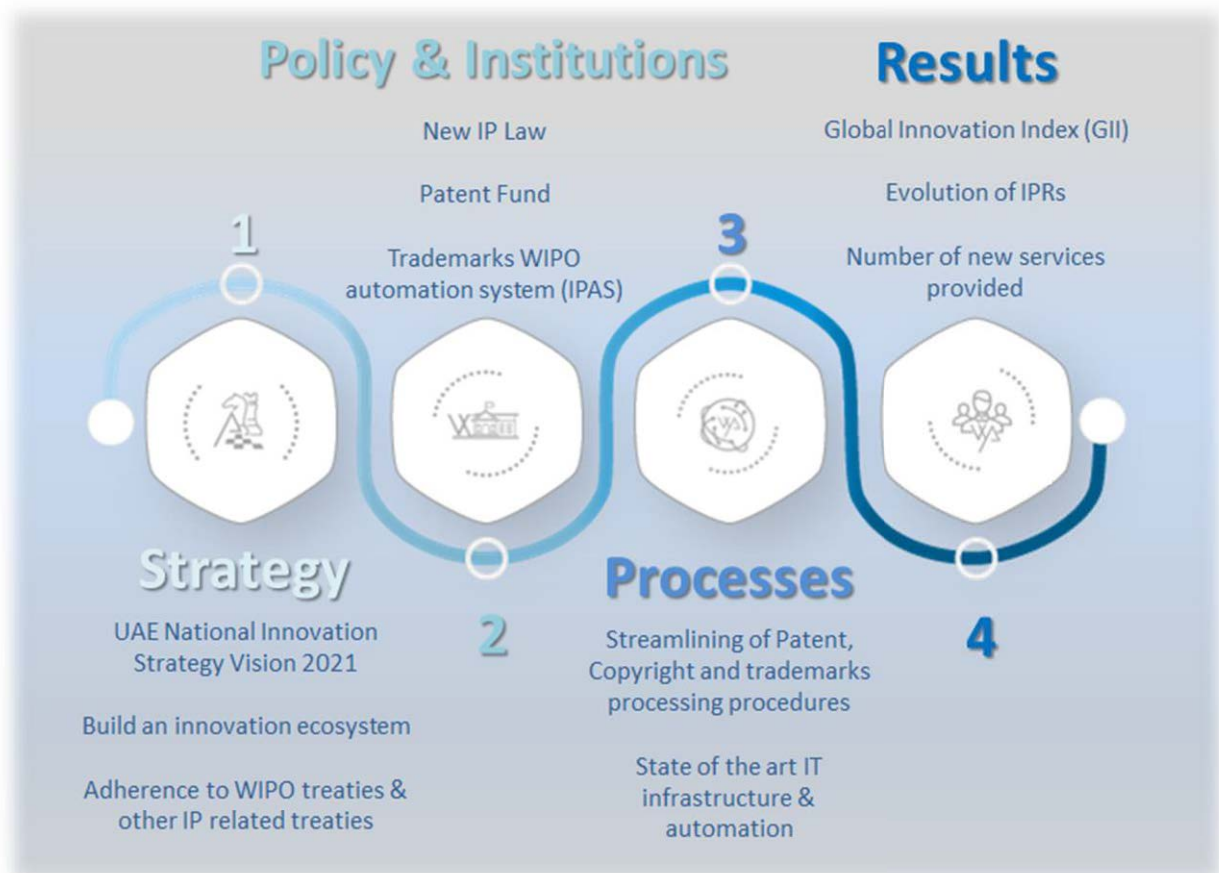 Policy & Institutions
New IP Law
Patent Fund
Trademarks WIPO
automation system (IPAS)
Results
Global Innovation Index (GII)
Evolution of IPRs
Number of new services
provided
1
3
Strategy
UAE National Innovation
Strategy Vision 2021
Build an innovation ecosystem
Adherence to WIPO treaties &
other IP related treaties
2
Processes
Streamlining of Patent,
Copyright and trademarks
processing procedures
State of the art IT
infrastructure &
automation
4